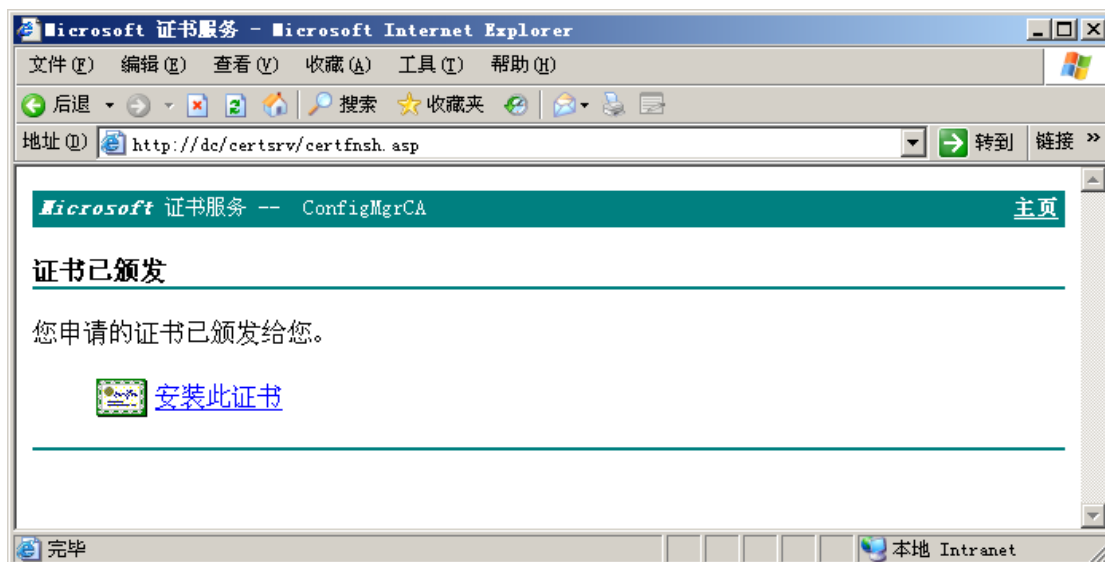 Microsoft 证书服务 - Microsoft Internet Explorer
文件(F) 编辑(E) 查看(V) 收藏(A) 工具(T) 帮助(H)
后退 搜索 收藏夹
地址(D) http://dc/certsrv/certfnsh.asp 转到 链接 »
Microsoft 证书服务 -- ConfigMgrCA 主页
证书已颁发
您申请的证书已颁发给您。
安装此证书
完毕 本地 Intranet